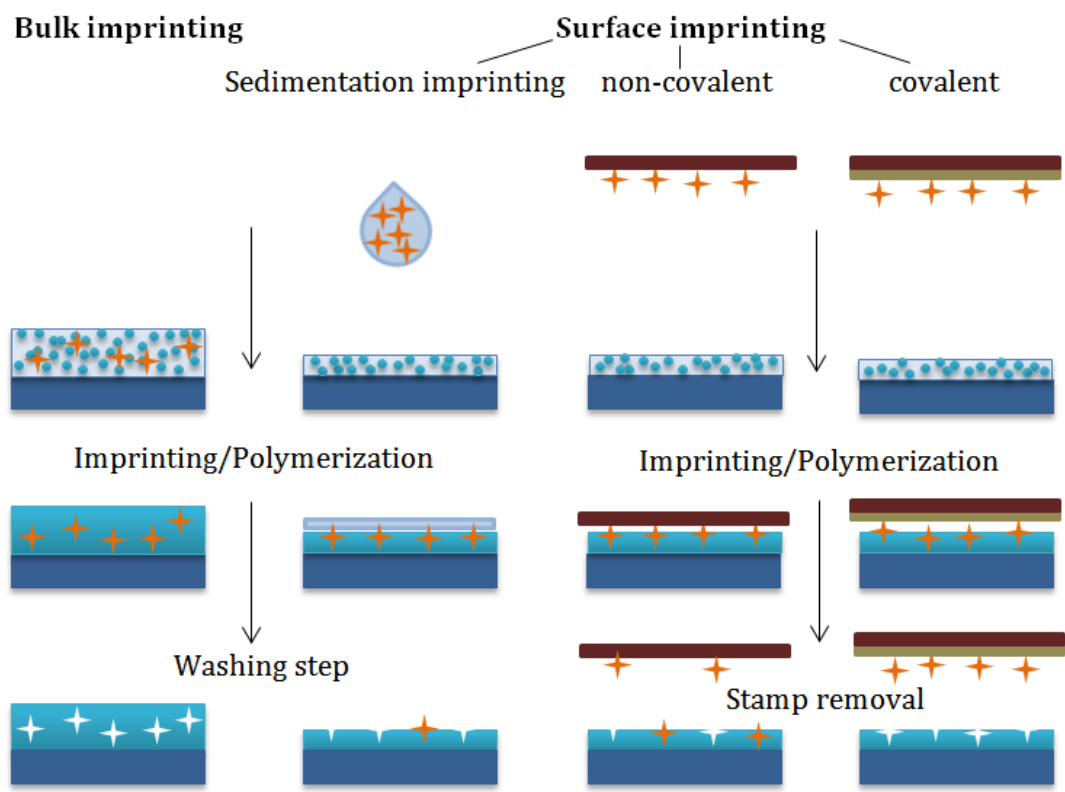 Bulk imprinting
Surface imprinting
Sedimentation imprinting
non-covalent
covalent
Imprinting/Polymerization
Imprinting/Polymerization
Washing step
Stamp removal